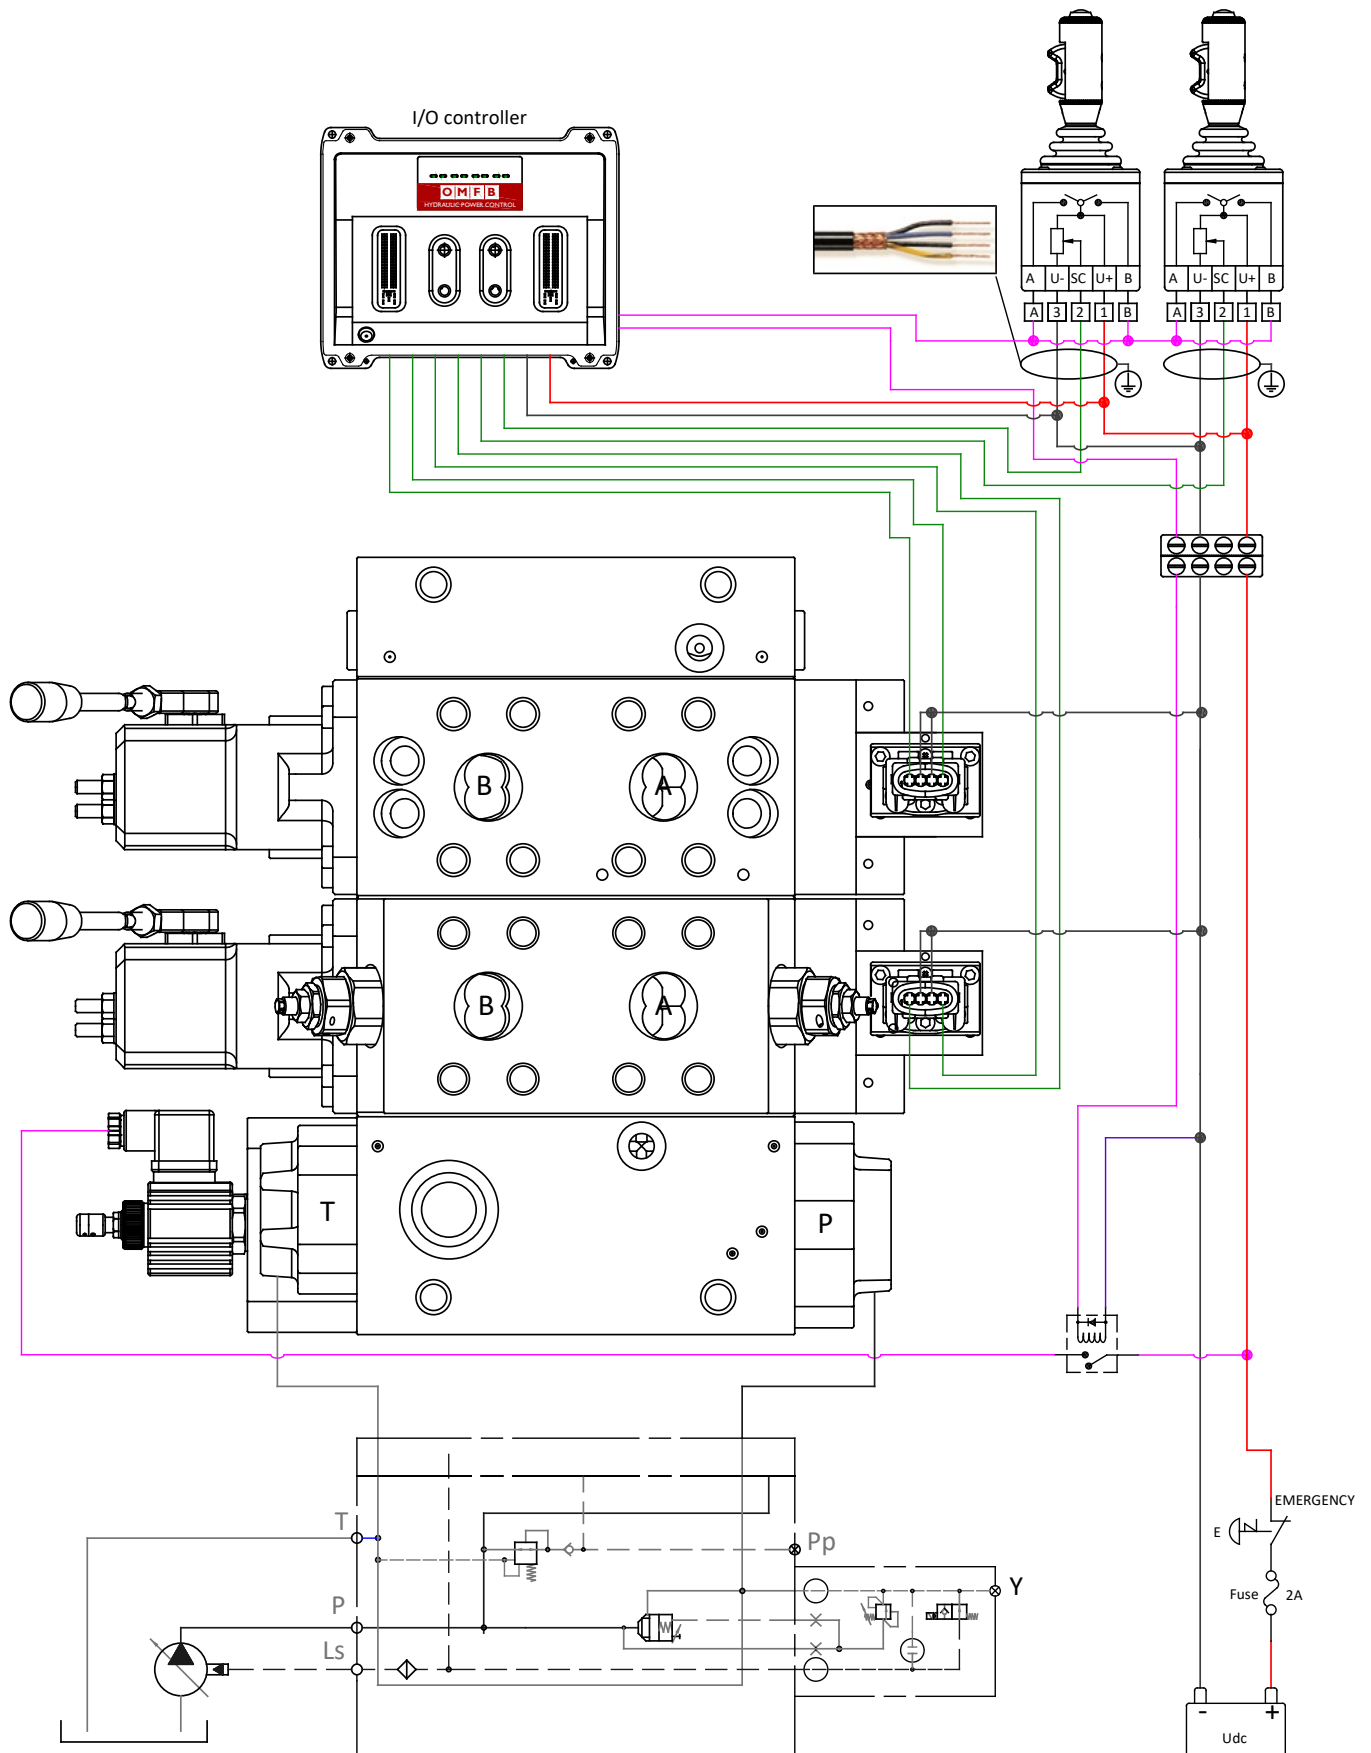 I/O controller
OMFB
HYDRAULIC POWER CONTROL
A U- SC U+ B
A U- SC U+ B
A 3 2 1 B
A 3 2 1 B
B A
B A
T P
EMERGENCY
E
T
Pp
Fuse 2A
Y
P
Ls
- +
Udc